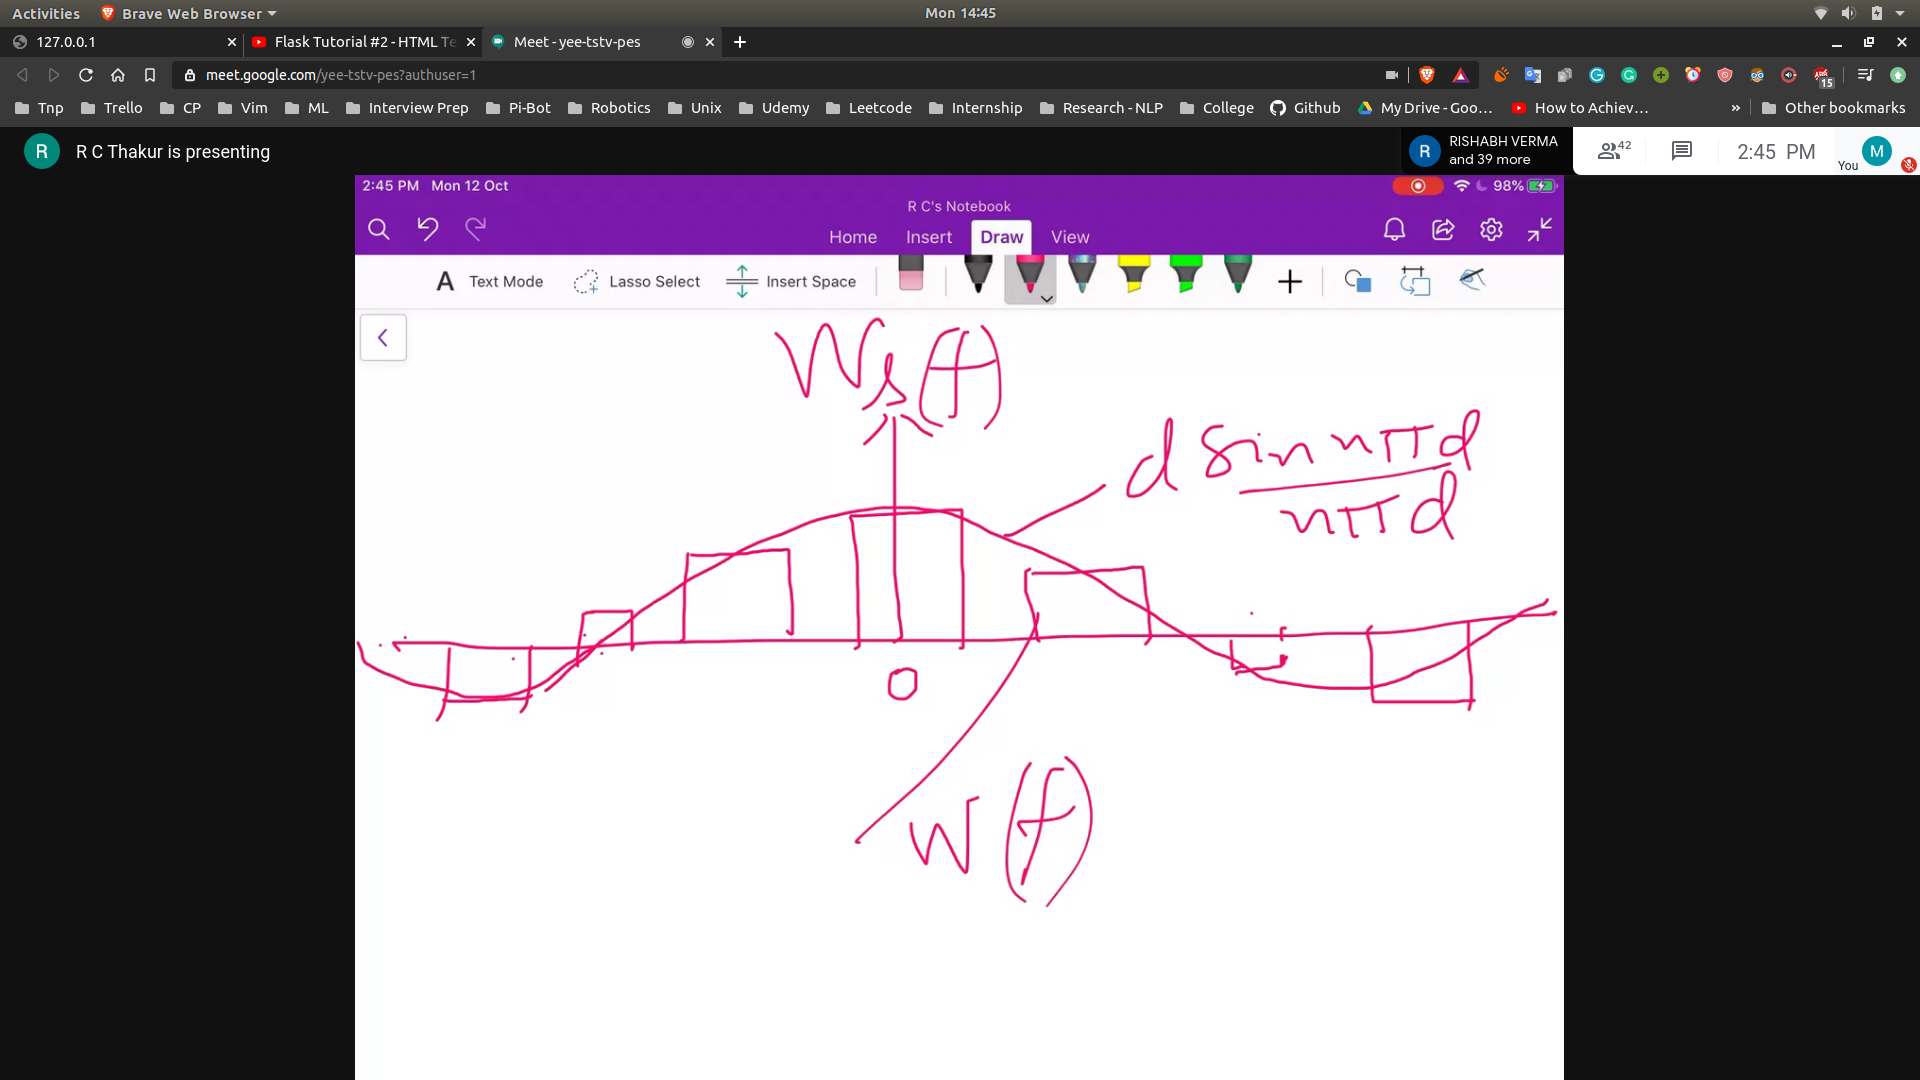 Activities Brave Web Browser Mon 14:45
127.0.0.1 Flask Tutorial #2 - HTML Te Meet - yee-tstv-pes
meet.google.com/yee-tstv-pes?authuser=1 15
Tnp Trello CP Vim ML Interview Prep Pi-Bot Robotics Unix Udemy Leetcode Internship Research - NLP College Github My Drive - Goo... How to Achiev... » Other bookmarks
R R C Thakur is presenting R RISHABH VERMA
and 39 more 42 2:45 PM You M
2:45 PM Mon 12 Oct 98%
R C's Notebook
Home Insert Draw View
A Text Mode Lasso Select Insert Space
Ws(f)
d sin nπd
nπd
0
W(f)